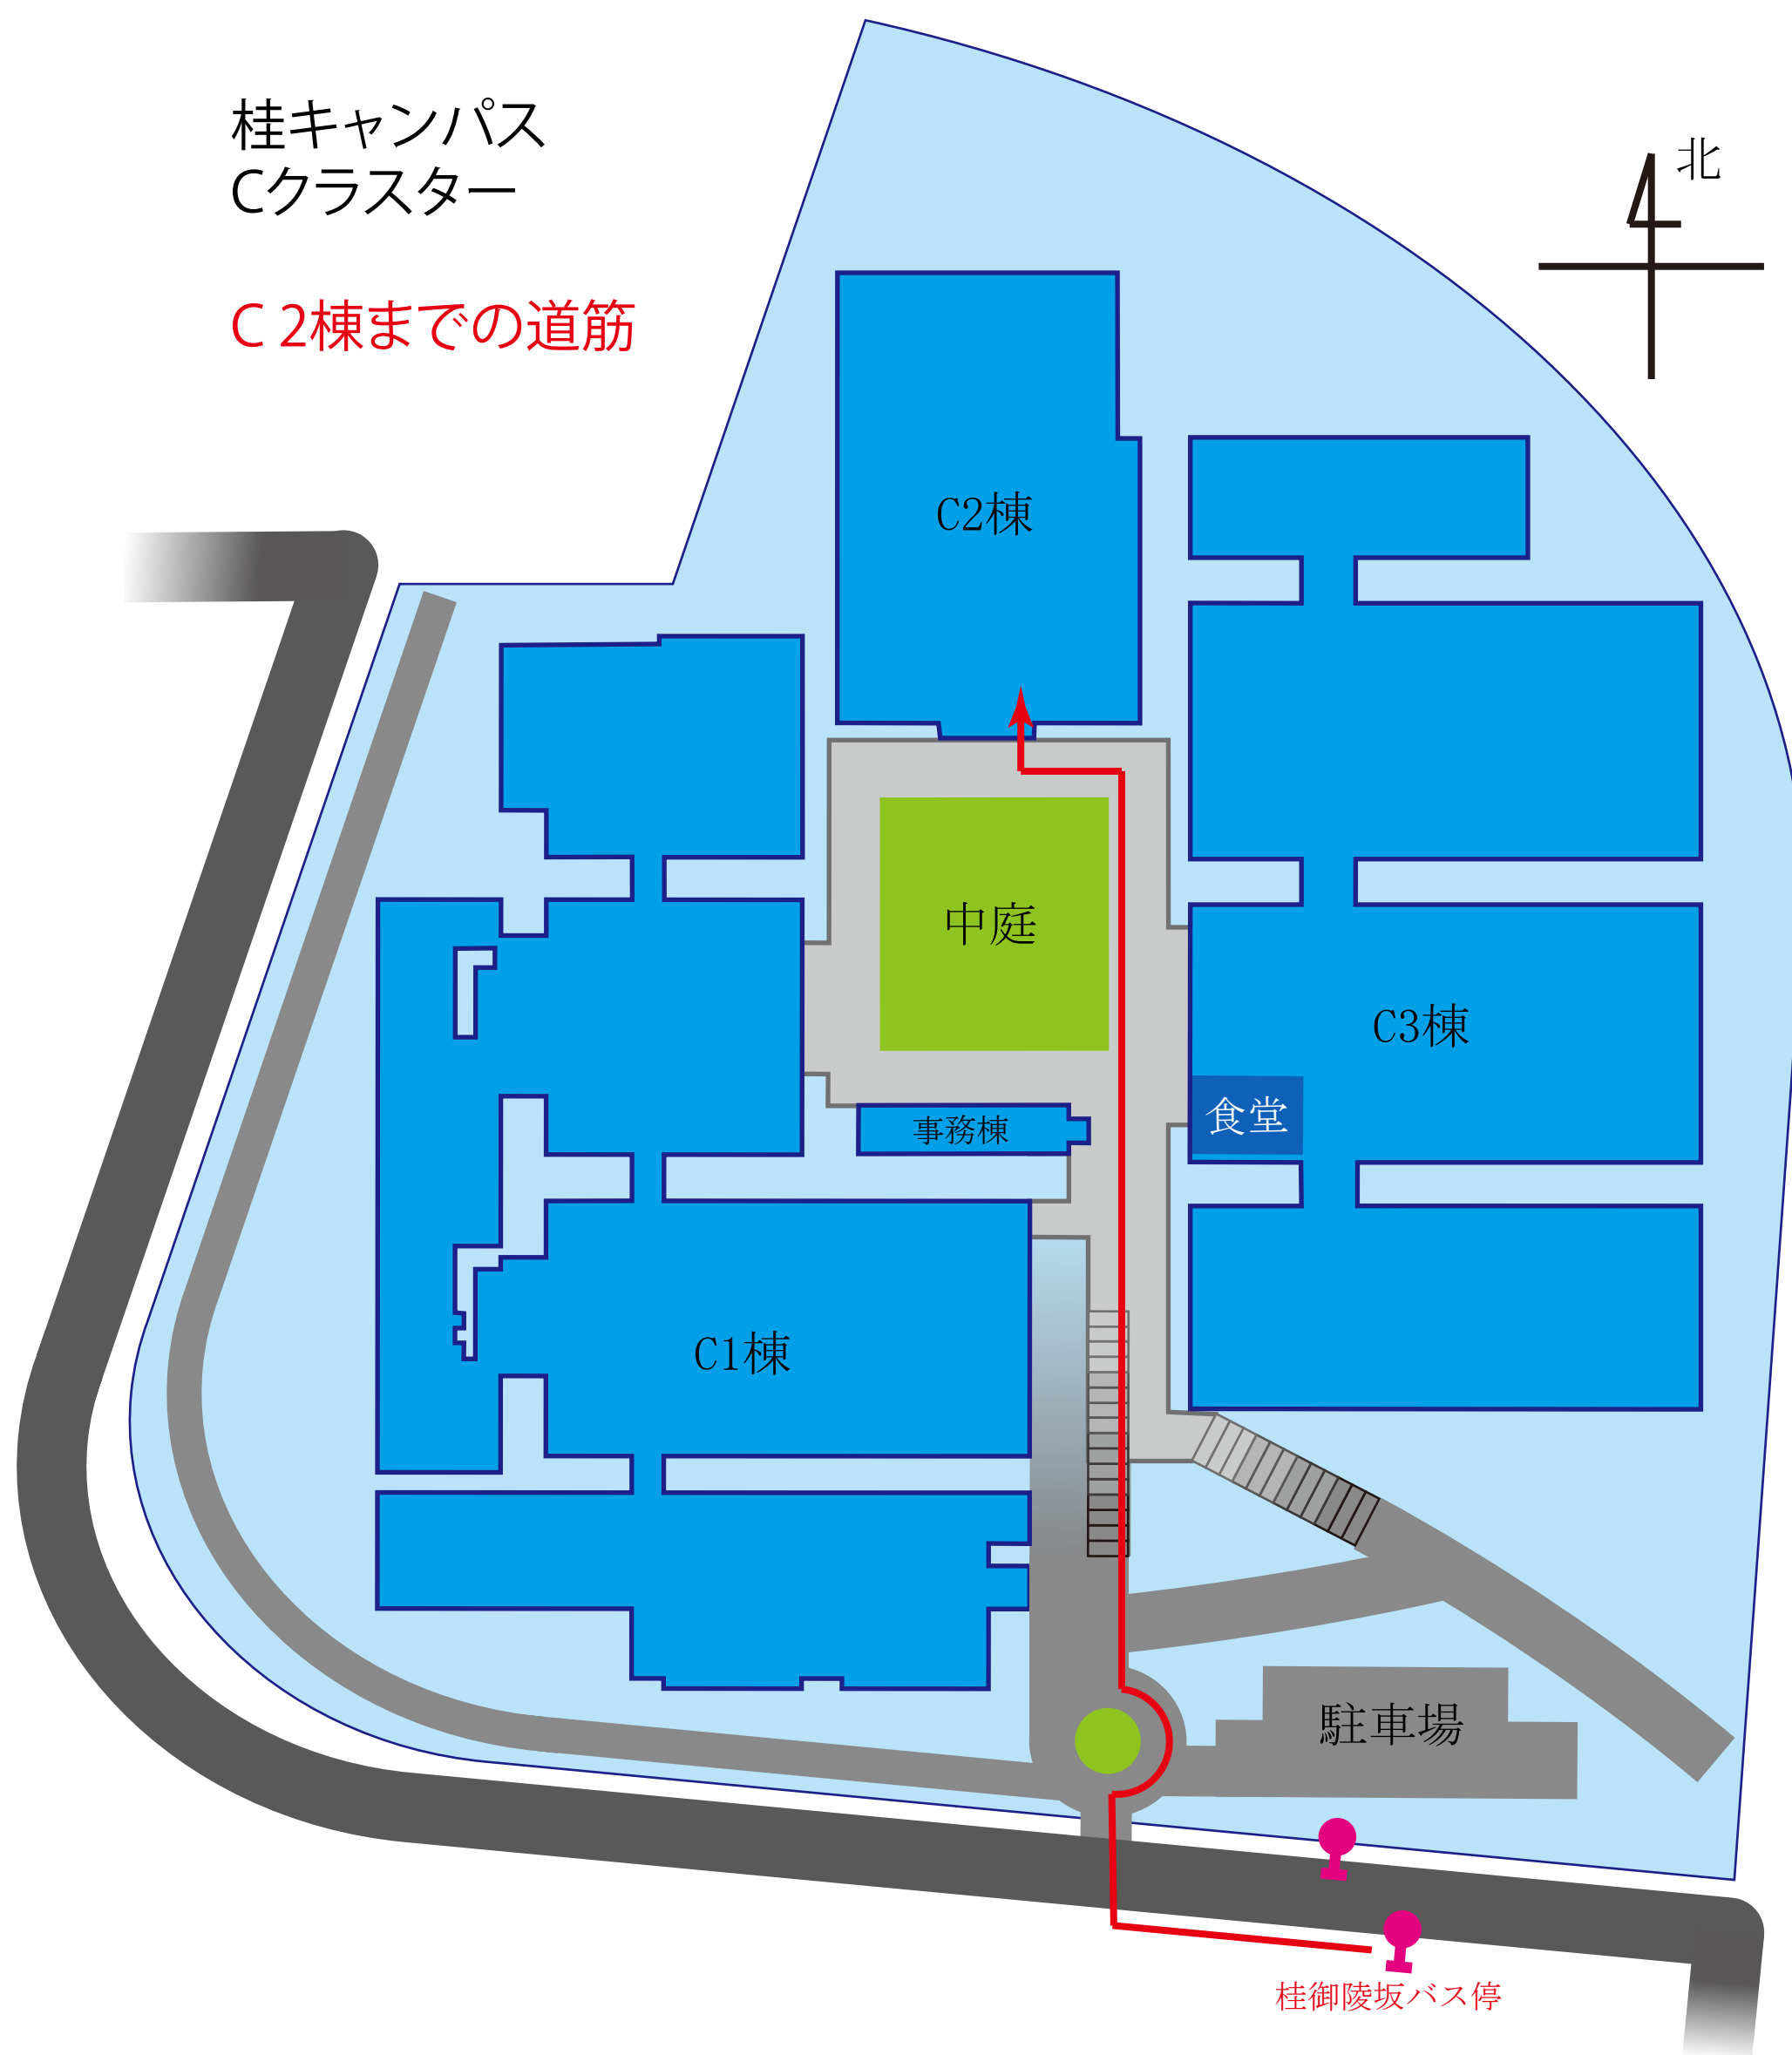 桂キャンパス
Cクラスター
C 2棟までの道筋
北
C2棟
中庭
C3棟
食堂
事務棟
C1棟
駐車場
桂御陵坂バス停